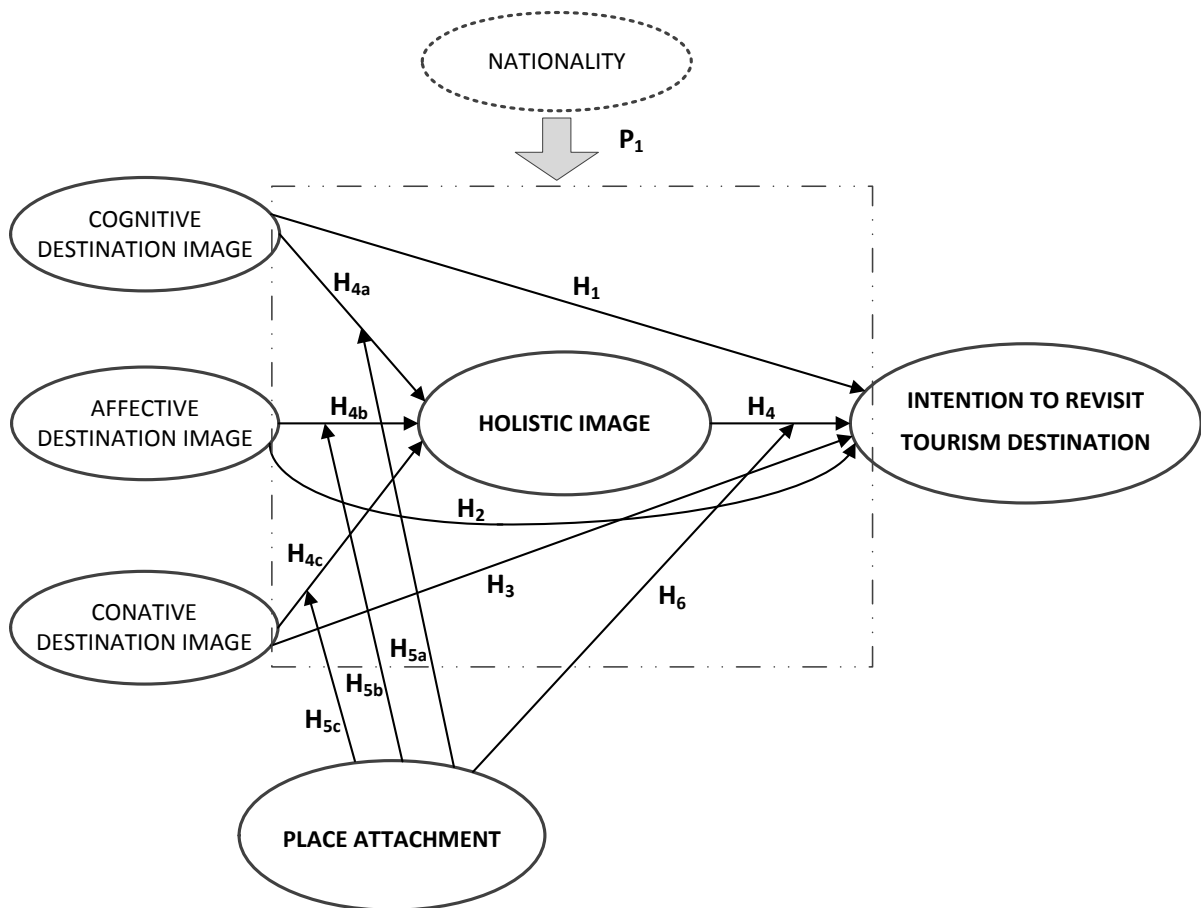 NATIONALITY
P₁
COGNITIVE
DESTINATION IMAGE
H₁
H₄ₐ
AFFECTIVE
DESTINATION IMAGE
H₄b
HOLISTIC IMAGE
H₄
INTENTION TO REVISIT
TOURISM DESTINATION
H₂
H₄c
H₃
H₆
CONATIVE
DESTINATION IMAGE
H₅ₐ
H₅b
H₅c
PLACE ATTACHMENT